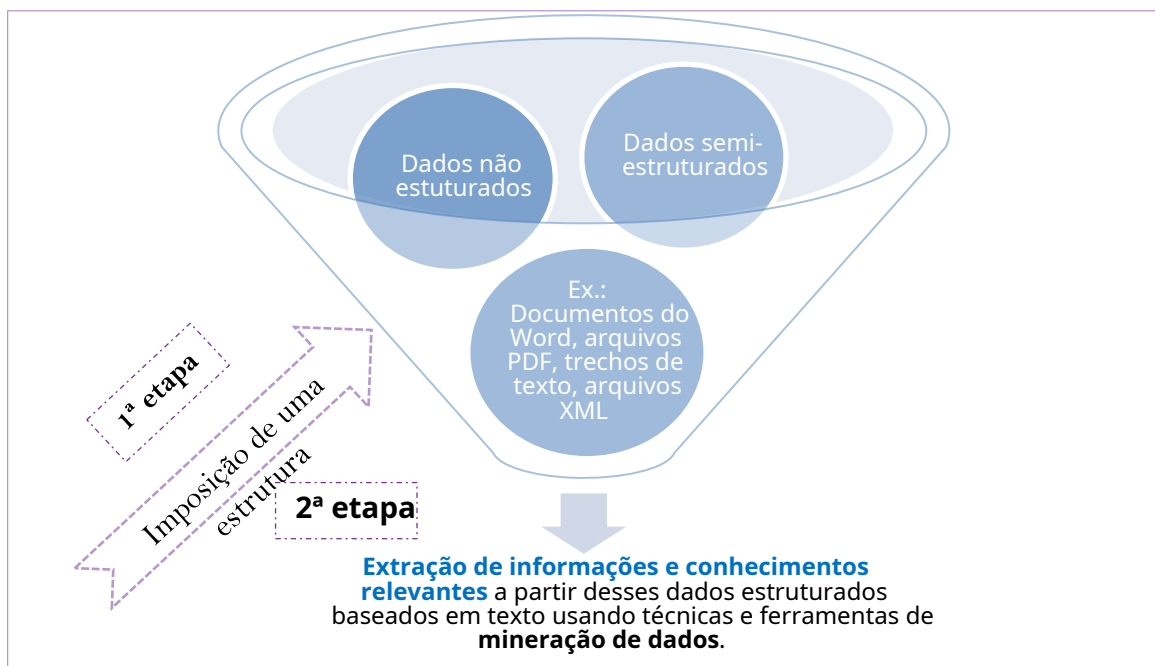 Dados não
estuturados
Dados semi-
estruturados
Ex.:
Documentos do
Word, arquivos
PDF, trechos de
texto, arquivos
XML
1ª etapa
Imposição de uma
estrutura
2ª etapa
Extração de informações e conhecimentos
relevantes a partir desses dados estruturados
baseados em texto usando técnicas e ferramentas de
mineração de dados.